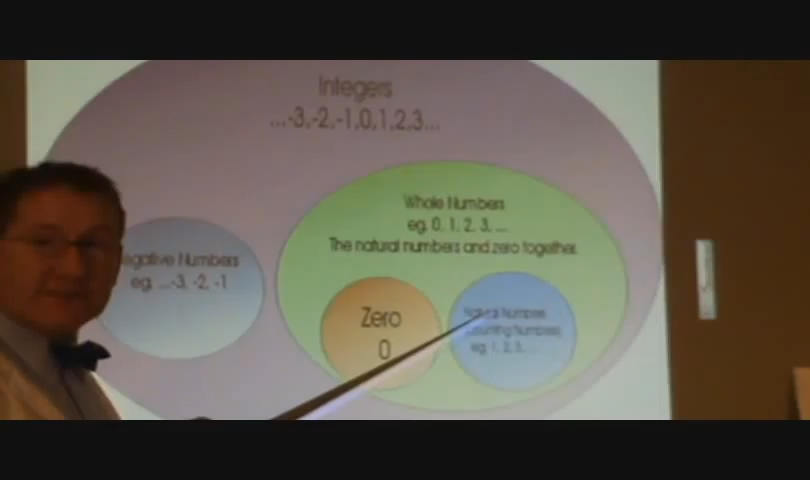 Integers
...-3,-2,-1,0,1,2,3...
Whole Numbers
eg. 0, 1, 2, 3, ...
The natural numbers and zero together.
egative Numbers
eg. ...-3, -2, -1
Zero
0
Natural Numbers
Counting Numbers
eg. 1, 2, 3, ...